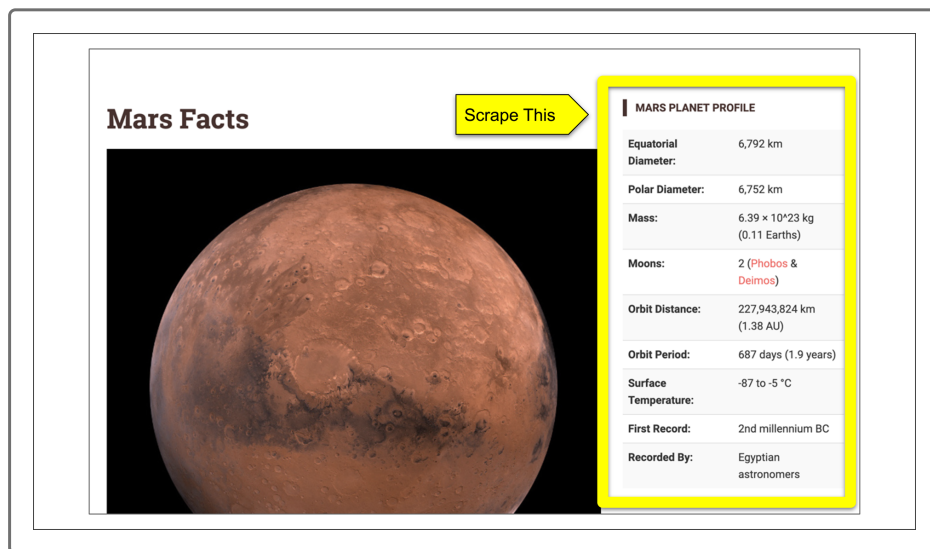 Mars Facts
Scrape This
MARS PLANET PROFILE
Equatorial Diameter: 6,792 km
Polar Diameter: 6,752 km
Mass: 6.39 × 10^23 kg (0.11 Earths)
Moons: 2 (Phobos & Deimos)
Orbit Distance: 227,943,824 km (1.38 AU)
Orbit Period: 687 days (1.9 years)
Surface Temperature: -87 to -5 °C
First Record: 2nd millennium BC
Recorded By: Egyptian astronomers